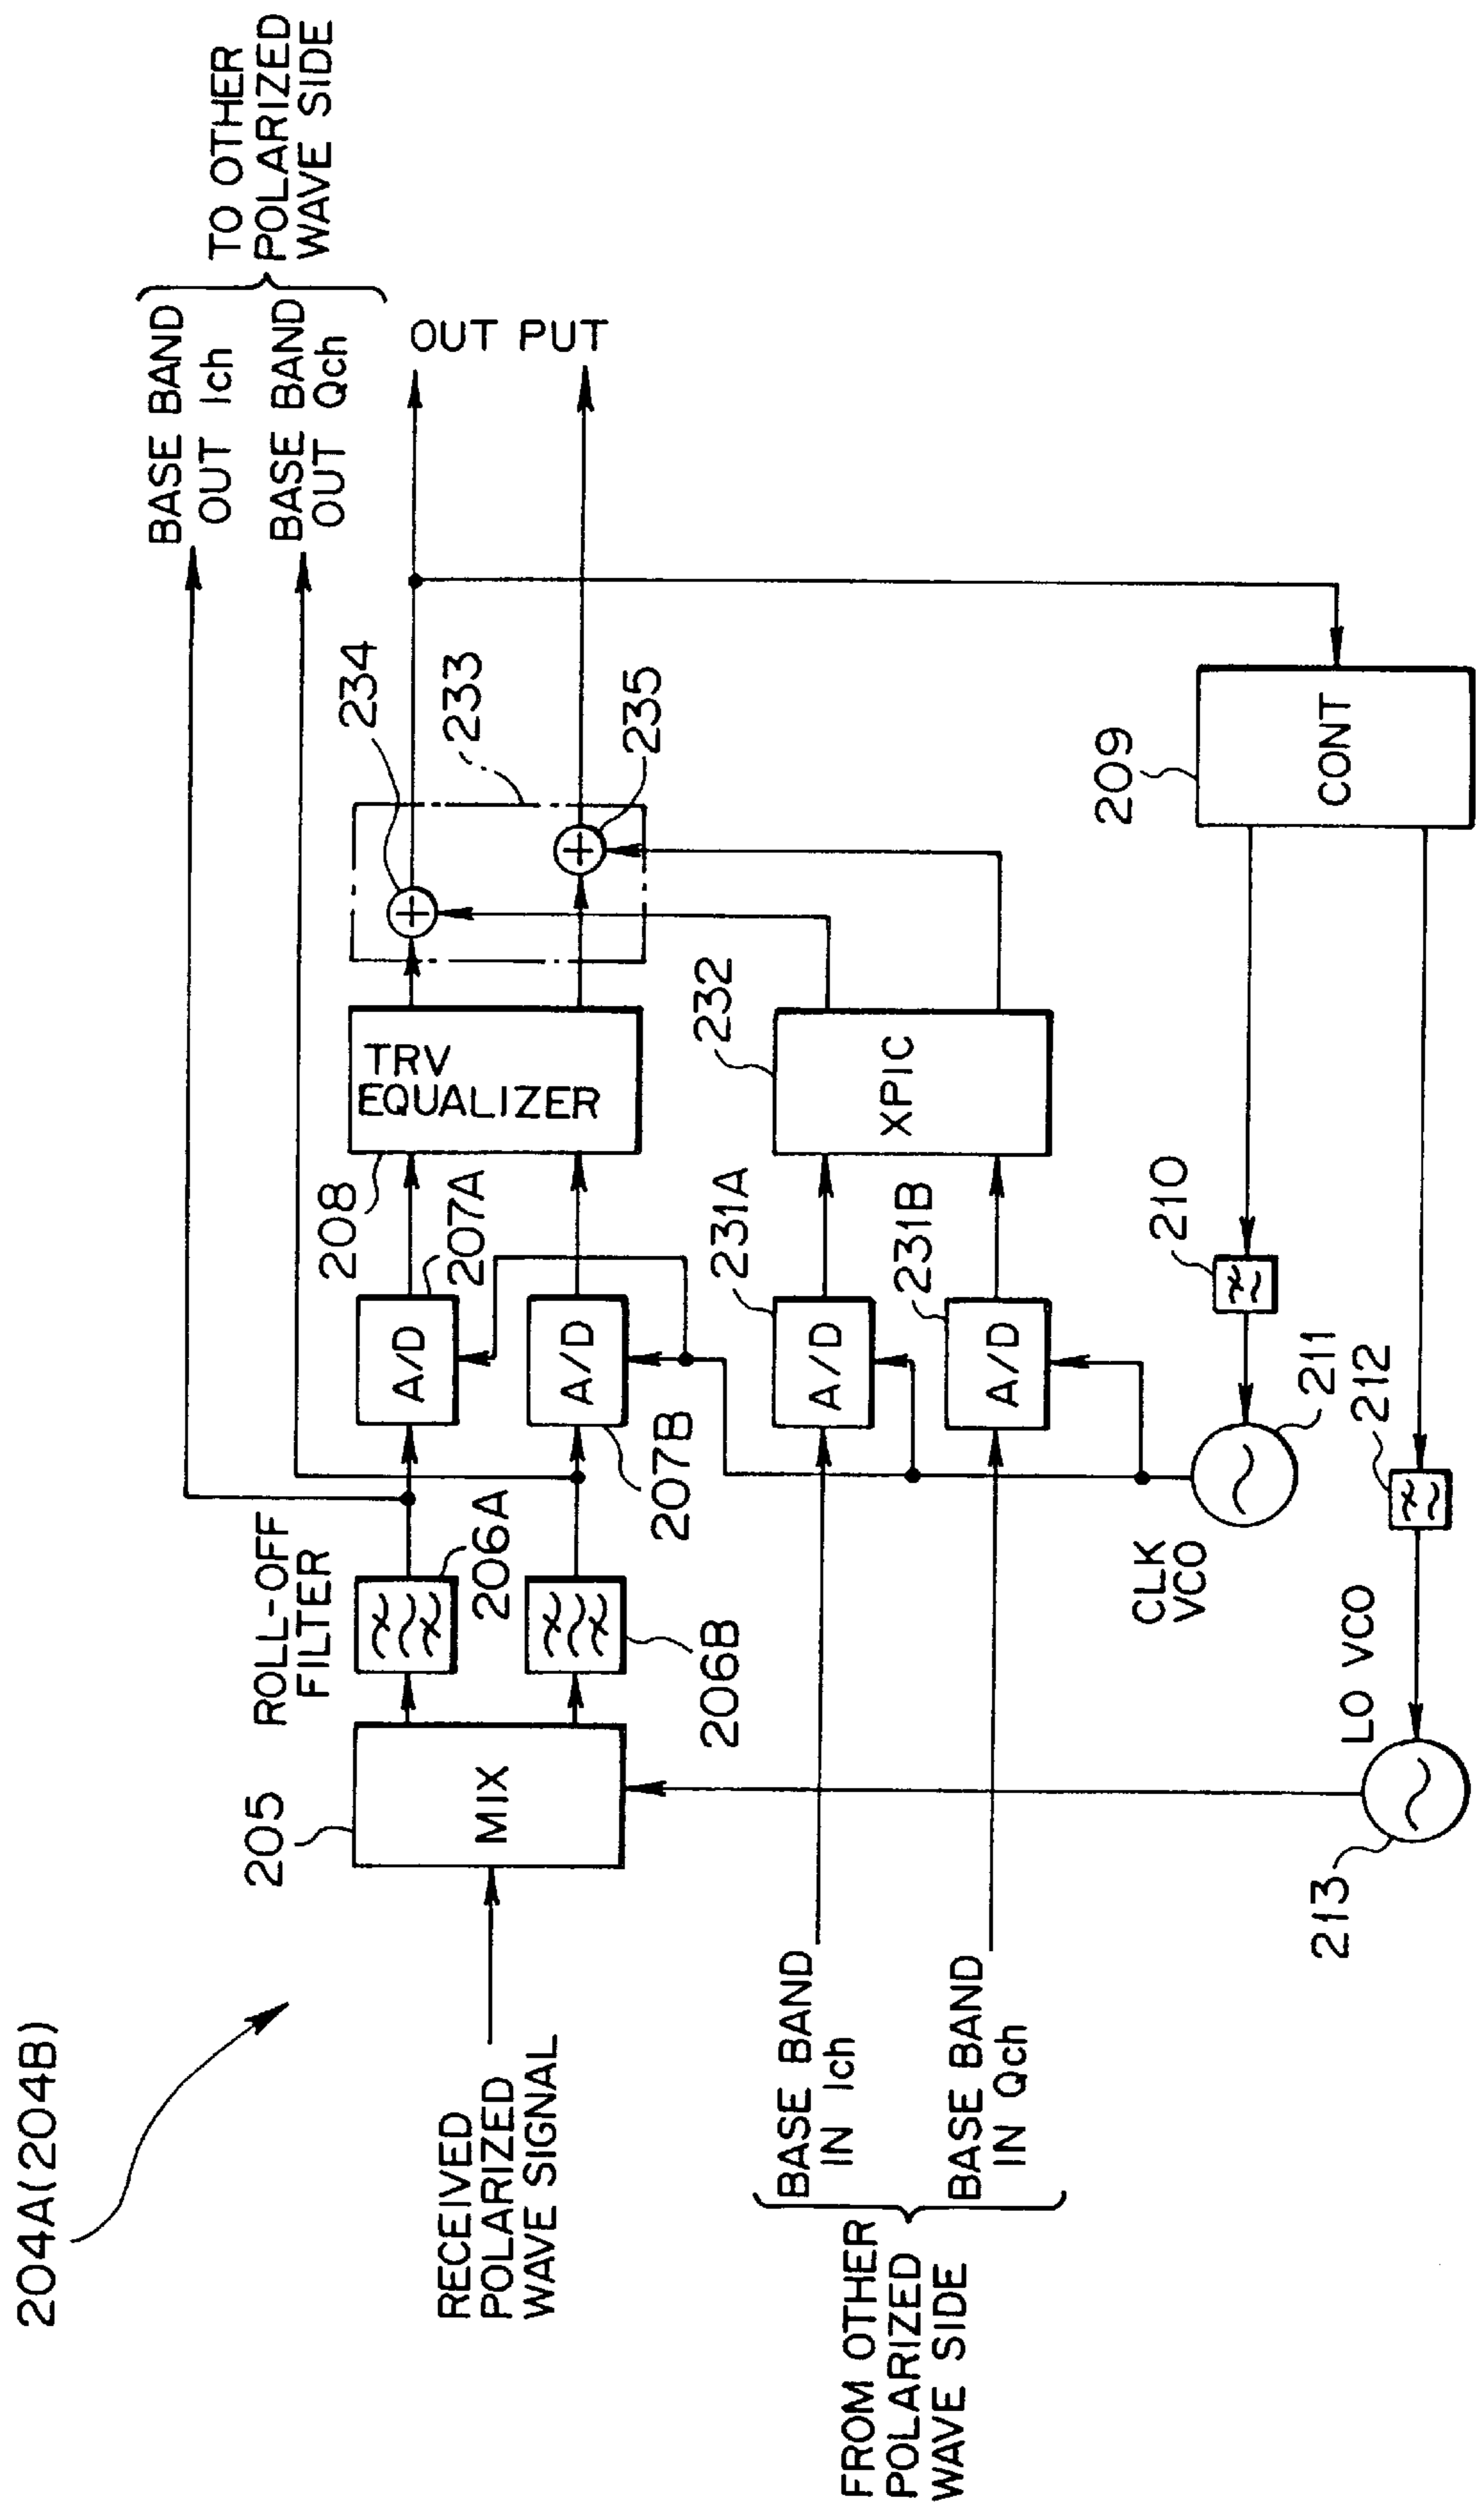 204A(204B)
BASE BAND
OUT Ich
BASE BAND
OUT Qch
TO OTHER
POLARIZED
WAVE SIDE
RECEIVED
POLARIZED
WAVE SIGNAL
205
MIX
ROLL-OFF
FILTER
206A
206B
A/D
207A
A/D
207B
208
TRV
EQUALIZER
234
233
235
OUT PUT
FROM OTHER
POLARIZED
WAVE SIDE
BASE BAND
IN Ich
BASE BAND
IN Qch
A/D
231A
A/D
231B
232
XPIC
209
CONT
210
CLK
VCO
211
212
LO VCO
213